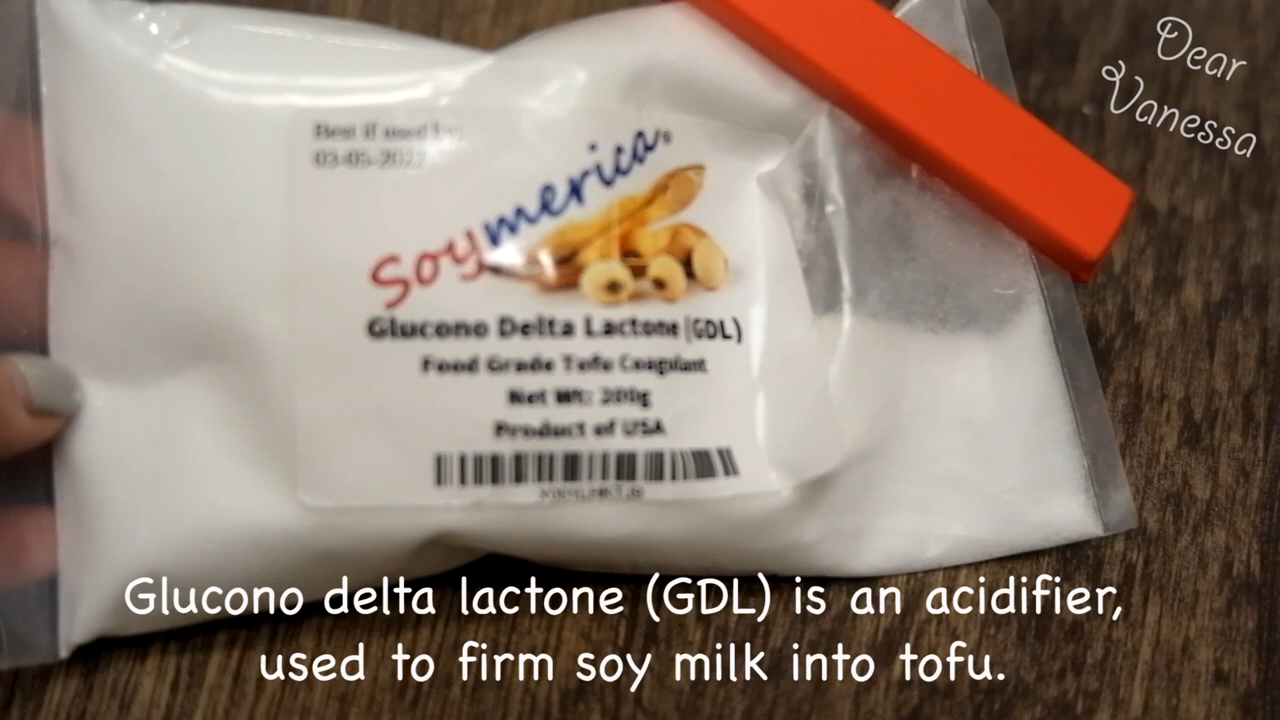 Dear
Vanessa
Best if used by:
03-05-2022
Soymerica
Glucono Delta Lactone (GDL)
Food Grade Tofu Coagulant
Net Wt: 200g
Product of USA
Glucono delta lactone (GDL) is an acidifier,
used to firm soy milk into tofu.